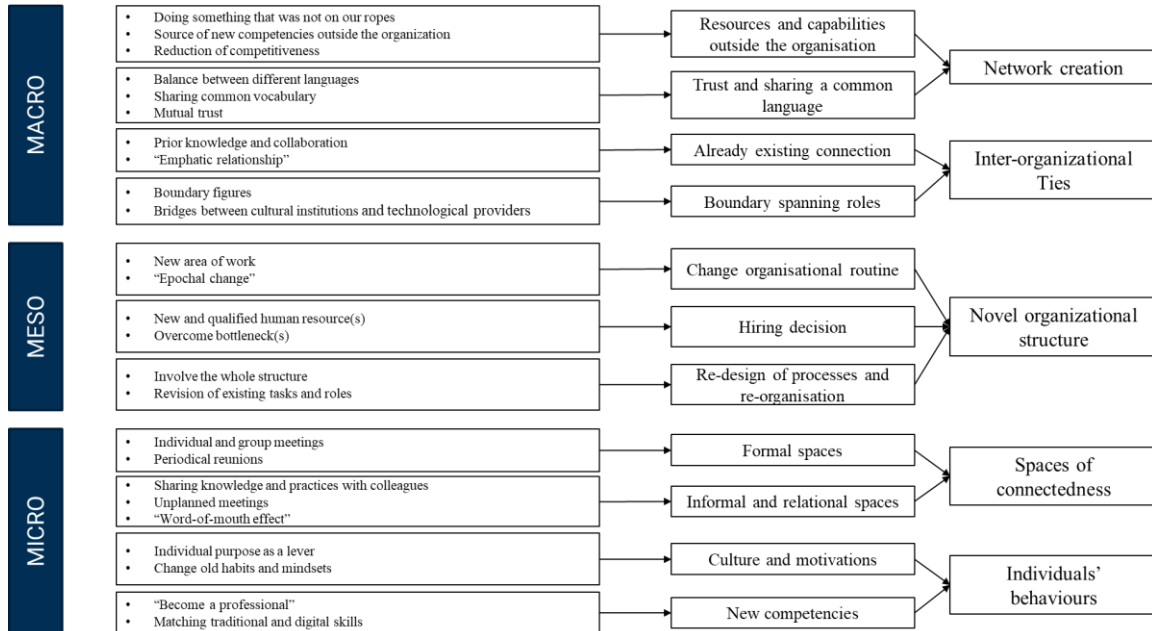 MACRO
• Doing something that was not on our ropes
• Source of new competencies outside the organization
• Reduction of competitiveness
Resources and capabilities
outside the organisation
• Balance between different languages
• Sharing common vocabulary
• Mutual trust
Trust and sharing a common
language
Network creation
• Prior knowledge and collaboration
• “Emphatic relationship”
Already existing connection
• Boundary figures
• Bridges between cultural institutions and technological providers
Boundary spanning roles
Inter-organizational
Ties
MESO
• New area of work
• “Epochal change”
Change organisational routine
• New and qualified human resource(s)
• Overcome bottleneck(s)
Hiring decision
• Involve the whole structure
• Revision of existing tasks and roles
Re-design of processes and
re-organisation
Novel organizational
structure
MICRO
• Individual and group meetings
• Periodical reunions
Formal spaces
• Sharing knowledge and practices with colleagues
• Unplanned meetings
• “Word-of-mouth effect”
Informal and relational spaces
Spaces of
connectedness
• Individual purpose as a lever
• Change old habits and mindsets
Culture and motivations
• “Become a professional”
• Matching traditional and digital skills
New competencies
Individuals’
behaviours